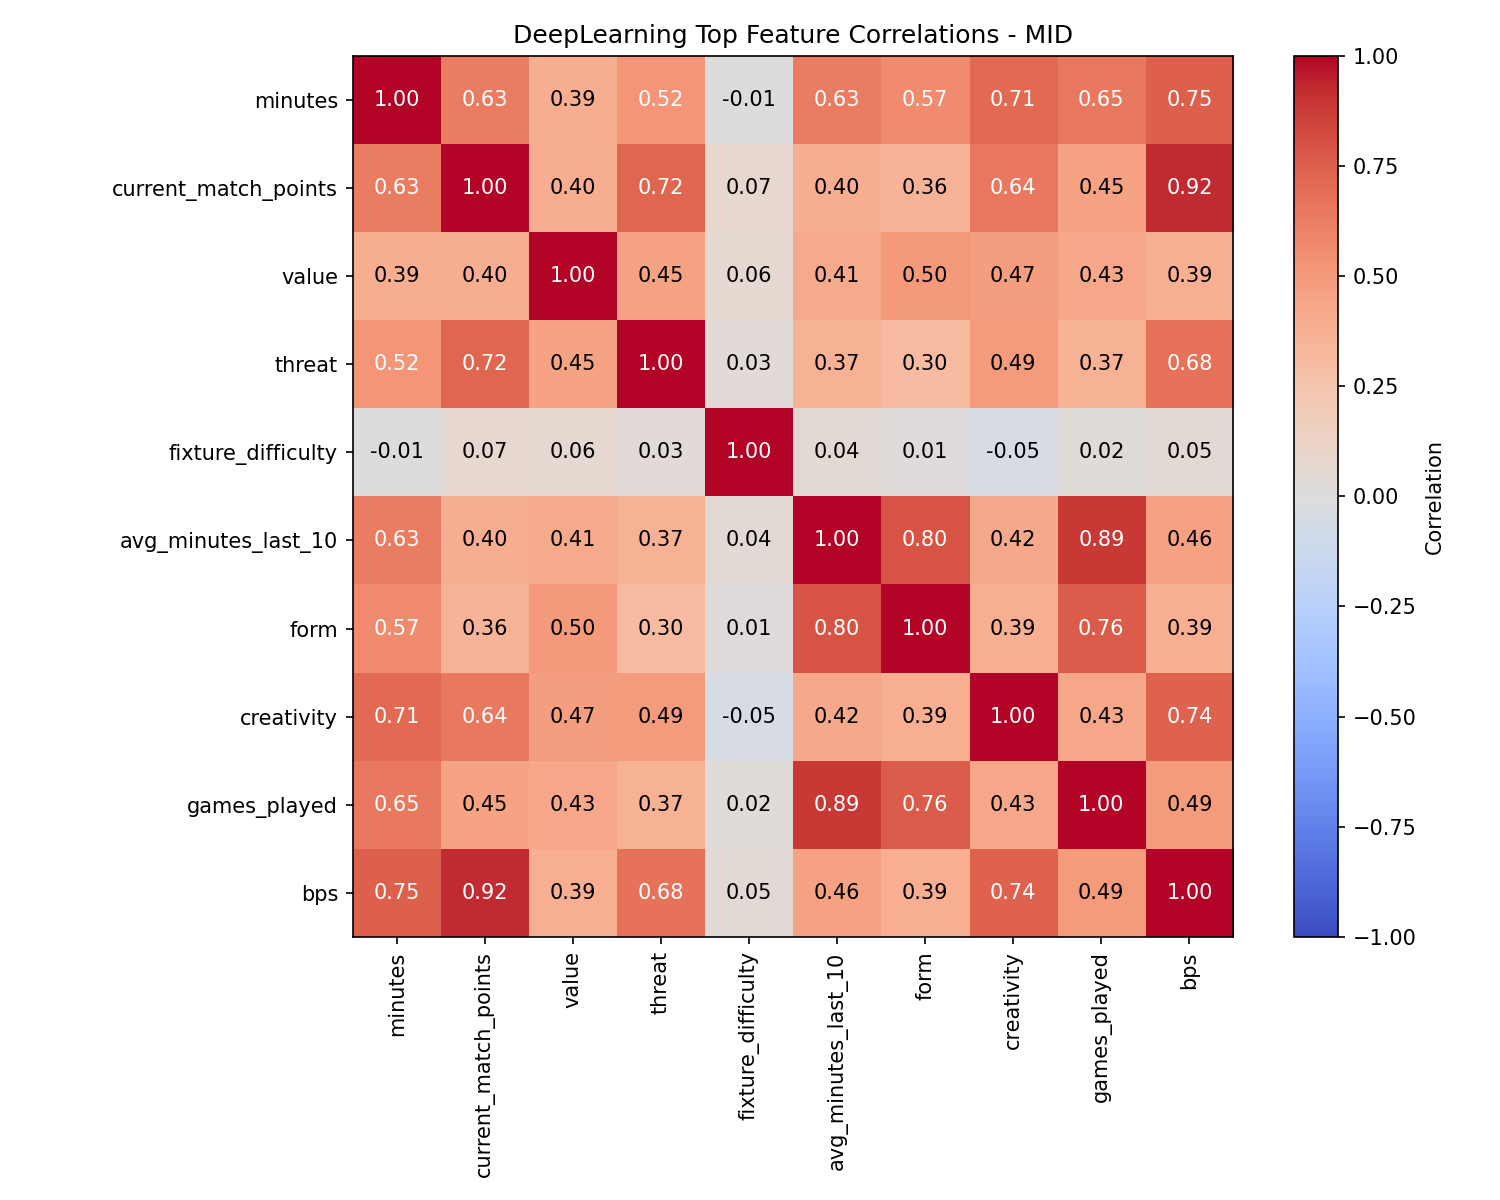 DeepLearning Top Feature Correlations - MID
minutes 1.00 0.63 0.39 0.52 -0.01 0.63 0.57 0.71 0.65 0.75
current_match_points 0.63 1.00 0.40 0.72 0.07 0.40 0.36 0.64 0.45 0.92
value 0.39 0.40 1.00 0.45 0.06 0.41 0.50 0.47 0.43 0.39
threat 0.52 0.72 0.45 1.00 0.03 0.37 0.30 0.49 0.37 0.68
fixture_difficulty -0.01 0.07 0.06 0.03 1.00 0.04 0.01 -0.05 0.02 0.05
avg_minutes_last_10 0.63 0.40 0.41 0.37 0.04 1.00 0.80 0.42 0.89 0.46
form 0.57 0.36 0.50 0.30 0.01 0.80 1.00 0.39 0.76 0.39
creativity 0.71 0.64 0.47 0.49 -0.05 0.42 0.39 1.00 0.43 0.74
games_played 0.65 0.45 0.43 0.37 0.02 0.89 0.76 0.43 1.00 0.49
bps 0.75 0.92 0.39 0.68 0.05 0.46 0.39 0.74 0.49 1.00
minutes
current_match_points
value
threat
fixture_difficulty
avg_minutes_last_10
form
creativity
games_played
bps
1.00
0.75
0.50
0.25
0.00
−0.25
−0.50
−0.75
−1.00
Correlation